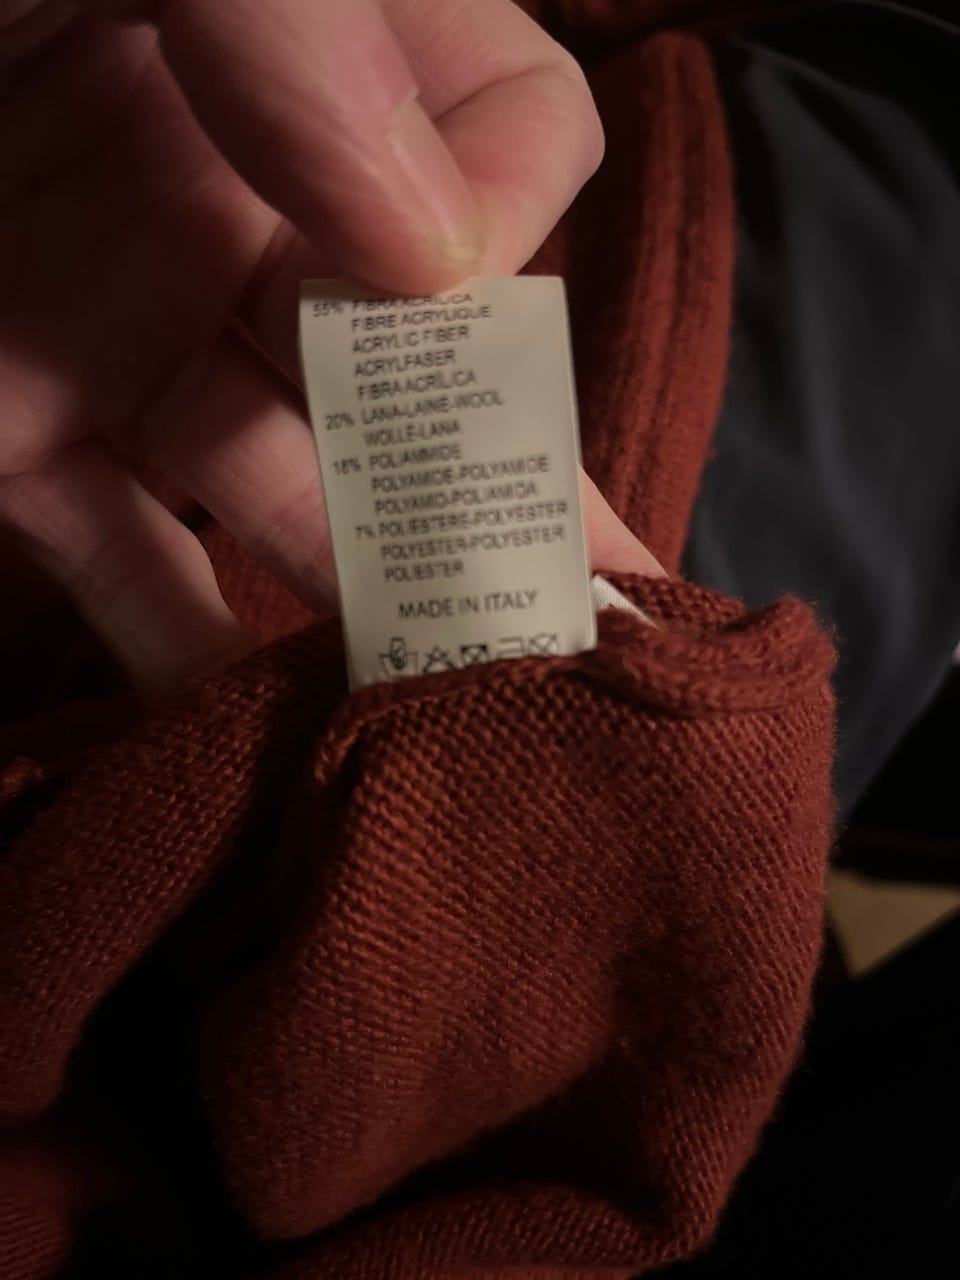 55% FIBRA ACRILICA
FIBRE ACRYLIQUE
ACRYLIC FIBER
ACRYLFASER
FIBRA ACRÍLICA
20% LANA-LAINE-WOOL
WOLLE-LANA
18% POLIAMMIDE
POLYAMIDE-POLYAMIDE
POLYAMID-POLIAMIDA
7% POLIESTERE-POLYESTER
POLYESTER-POLYESTER
POLIESTER
MADE IN ITALY